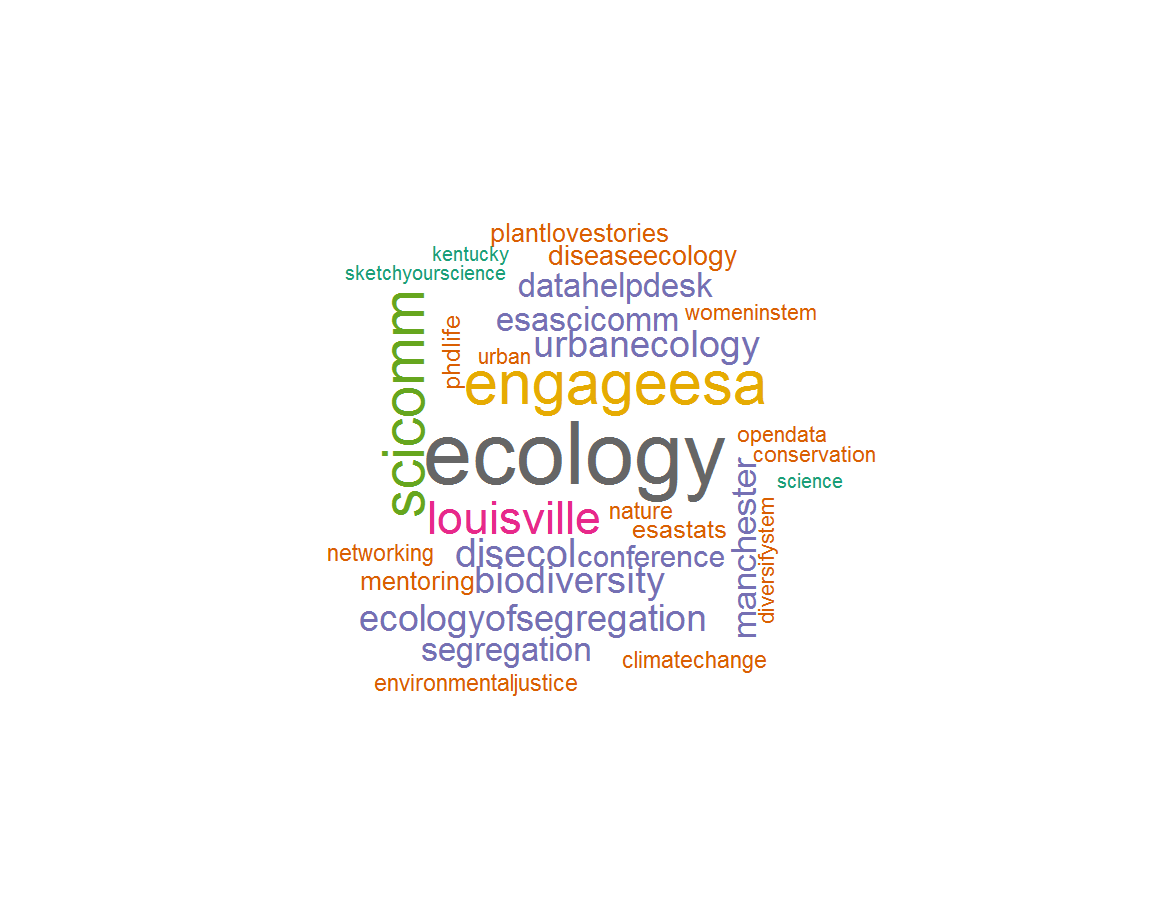 plantlovestories
kentucky
diseaseecology
sketchyourscience
datahelpdesk
scicomm
esascicomm
womeninstem
phdlife
urban
urbanecology
engageesa
ecology
opendata
conservation
manchester
science
louisville
nature
esastats
diversifystem
networking
disecol
conference
mentoring
biodiversity
ecologyofsegregation
segregation
climatechange
environmentaljustice